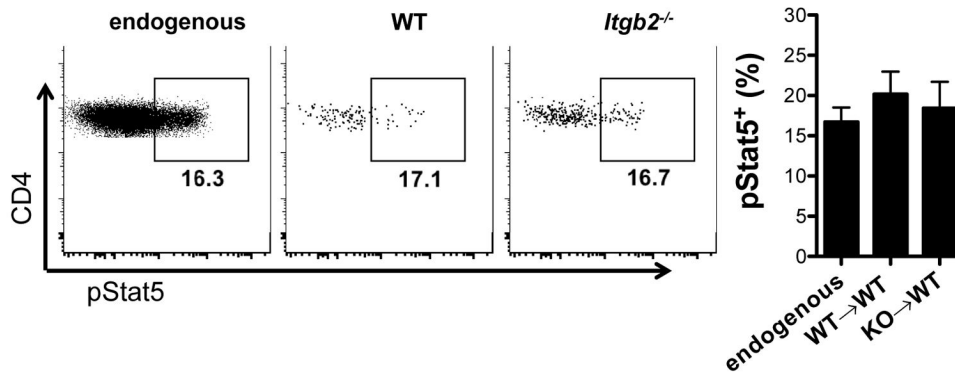 endogenous
WT
Itgb2-/-
CD4
16.3
17.1
16.7
pStat5
pStat5+ (%)
30
25
20
15
10
5
0
endogenous
WT→WT
KO→WT